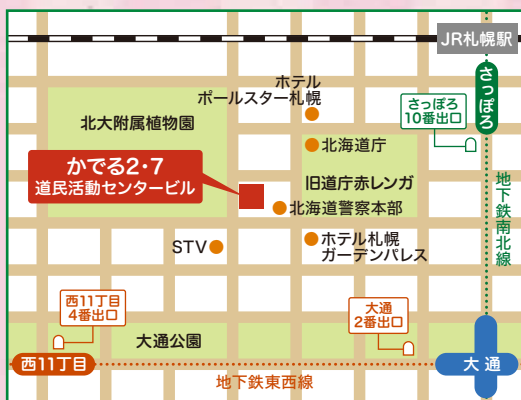 JR札幌駅
さっぽろ
ホテル
ポールスター札幌
さっぽろ
10番出口
北大附属植物園
北海道庁
かでる2・7
道民活動センタービル
旧道庁赤レンガ
北海道警察本部
地下鉄南北線
STV
ホテル札幌
ガーデンパレス
西11丁目
4番出口
大通
2番出口
大通公園
西11丁目
大通
地下鉄東西線